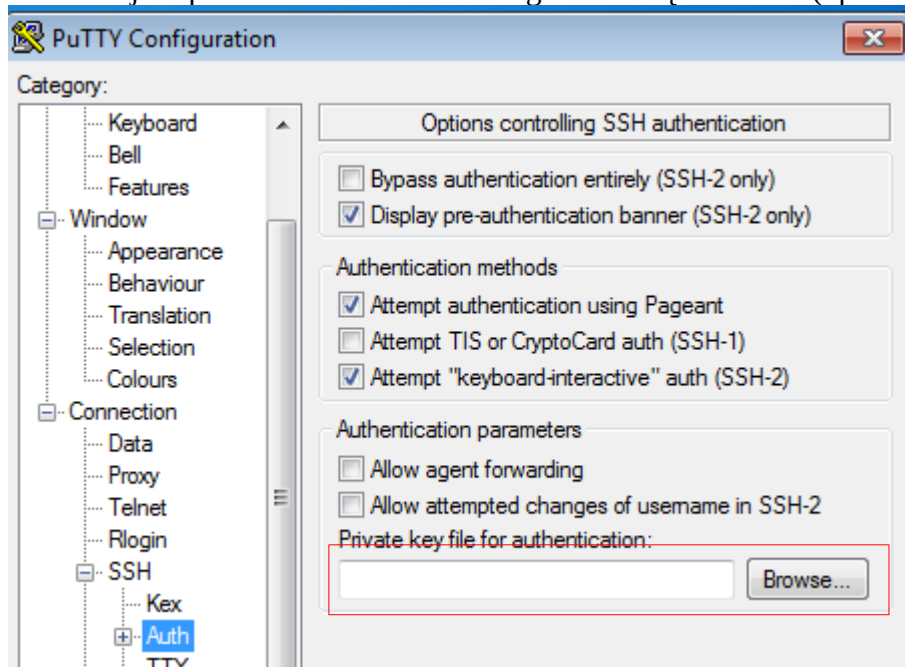 PuTTY Configuration
Category:
Keyboard
Bell
Features
Window
Appearance
Behaviour
Translation
Selection
Colours
Connection
Data
Proxy
Telnet
Rlogin
SSH
Kex
Auth
TTY
Options controlling SSH authentication
Bypass authentication entirely (SSH-2 only)
Display pre-authentication banner (SSH-2 only)
Authentication methods
Attempt authentication using Pageant
Attempt TIS or CryptoCard auth (SSH-1)
Attempt "keyboard-interactive" auth (SSH-2)
Authentication parameters
Allow agent forwarding
Allow attempted changes of username in SSH-2
Private key file for authentication:
Browse...